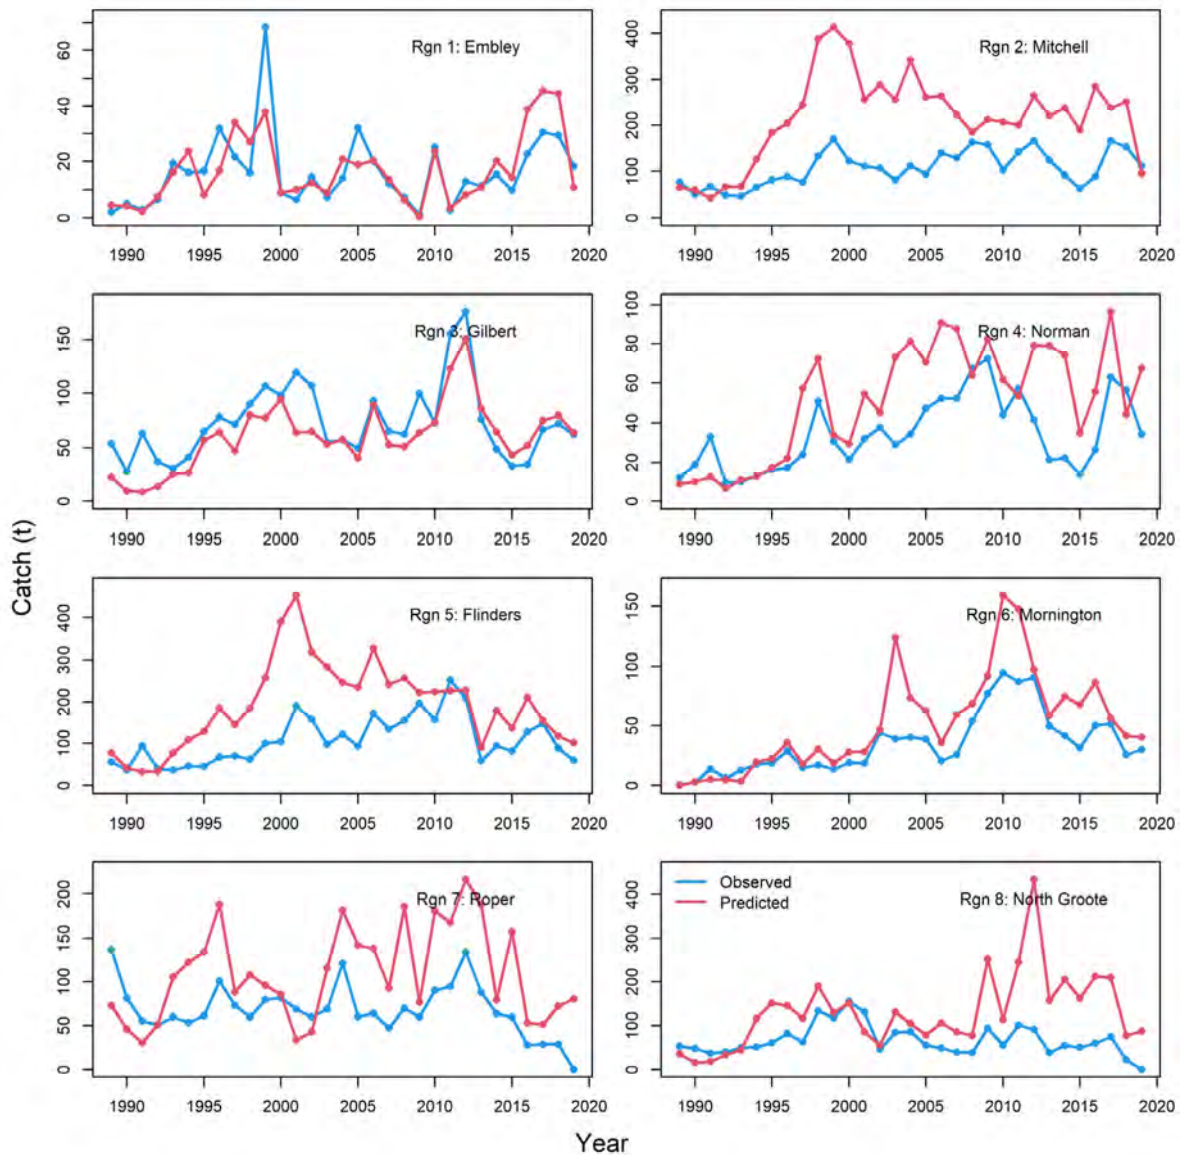 Rgn 1: Embley
0 20 40 60
1990 1995 2000 2005 2010 2015 2020
Rgn 2: Mitchell
0 100 200 300 400
1990 1995 2000 2005 2010 2015 2020
Rgn 3: Gilbert
0 50 100 150
1990 1995 2000 2005 2010 2015 2020
Rgn 4: Norman
0 20 40 60 80 100
1990 1995 2000 2005 2010 2015 2020
Catch (t)
Rgn 5: Flinders
0 100 200 300 400
1990 1995 2000 2005 2010 2015 2020
Rgn 6: Mornington
0 50 100 150
1990 1995 2000 2005 2010 2015 2020
Rgn 7: Roper
0 50 100 150 200
1990 1995 2000 2005 2010 2015 2020
Observed
Predicted
Rgn 8: North Groote
0 100 200 300 400
1990 1995 2000 2005 2010 2015 2020
Year